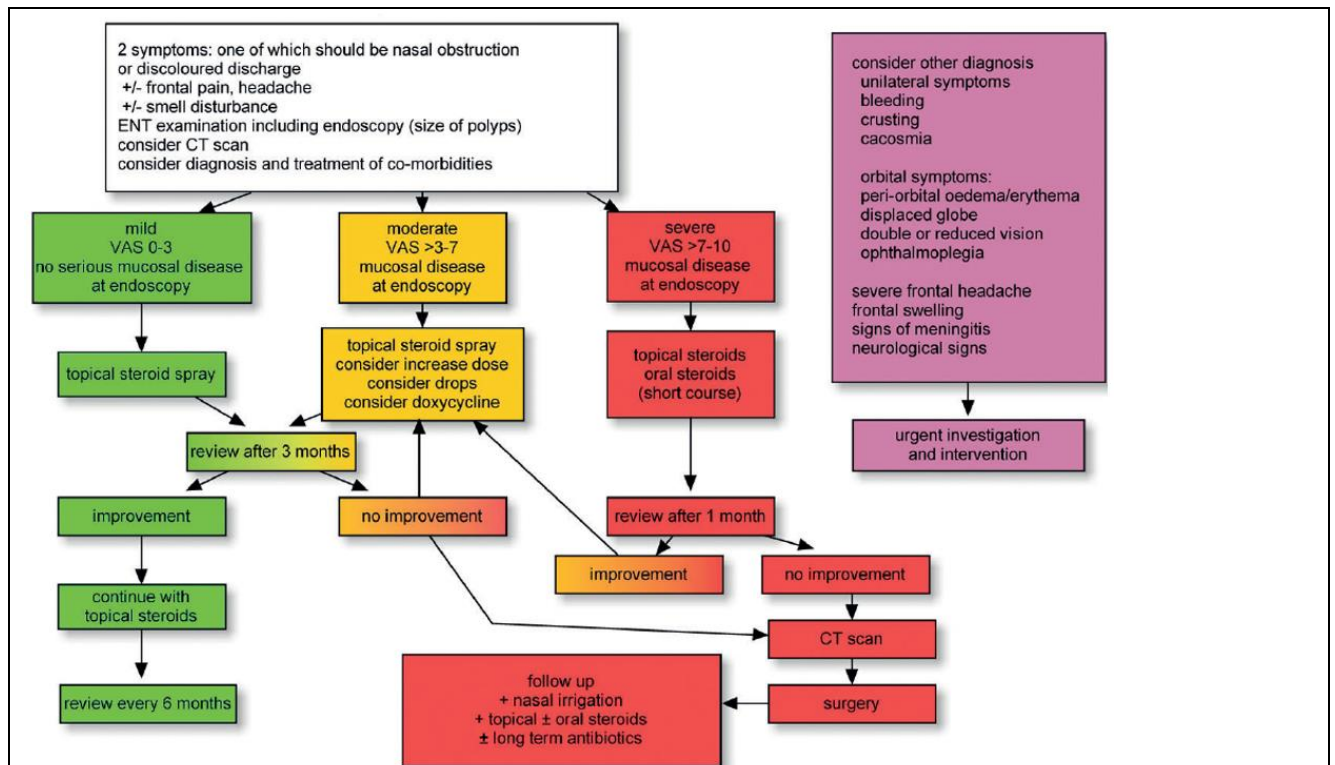 2 symptoms: one of which should be nasal obstruction
or discoloured discharge
+/- frontal pain, headache
+/- smell disturbance
ENT examination including endoscopy (size of polyps)
consider CT scan
consider diagnosis and treatment of co-morbidities
mild
VAS 0-3
no serious mucosal disease
at endoscopy
moderate
VAS >3-7
mucosal disease
at endoscopy
severe
VAS >7-10
mucosal disease
at endoscopy
topical steroid spray
topical steroid spray
consider increase dose
consider drops
consider doxycycline
topical steroids
oral steroids
(short course)
review after 3 months
improvement
no improvement
review after 1 month
improvement
no improvement
continue with
topical steroids
review every 6 months
CT scan
surgery
follow up
+ nasal irrigation
+ topical ± oral steroids
± long term antibiotics
consider other diagnosis
unilateral symptoms
bleeding
crusting
cacosmia
orbital symptoms:
peri-orbital oedema/erythema
displaced globe
double or reduced vision
ophthalmoplegia
severe frontal headache
frontal swelling
signs of meningitis
neurological signs
urgent investigation
and intervention